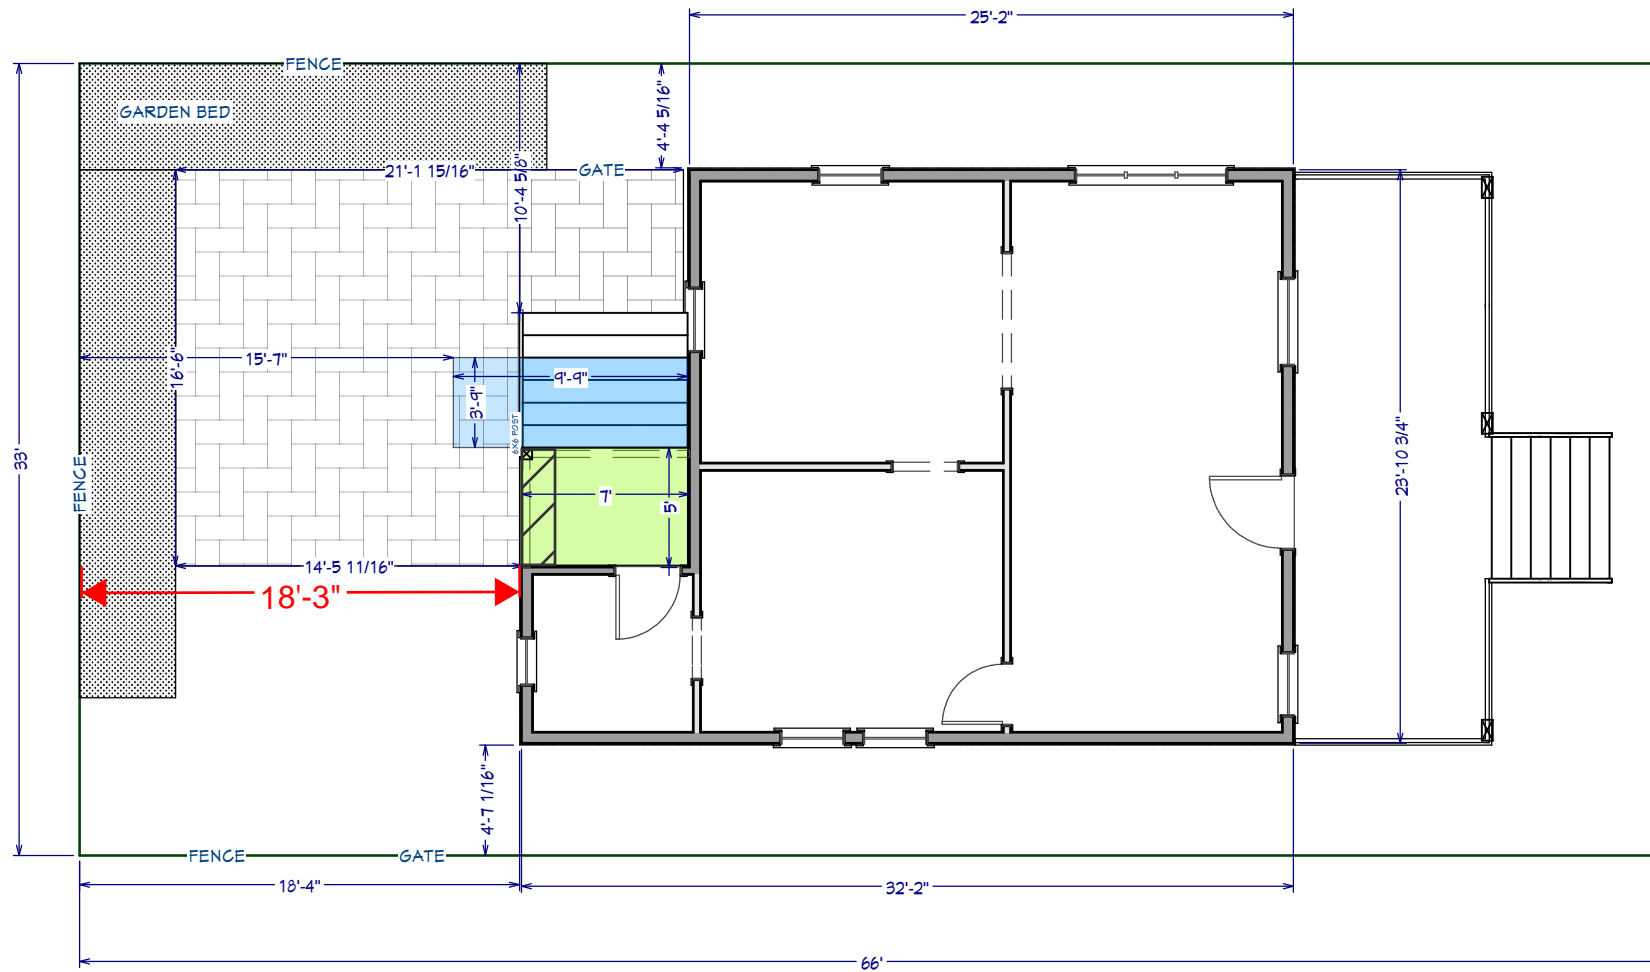 25'-2"
FENCE
GARDEN BED
4'-4 5/16"
21'-1 15/16"
GATE
10'-4 5/8"
15'-7"
16'-6"
9'-9"
3'-9"
6X6 POST
33'
FENCE
7'
5'
23'-10 3/4"
14'-5 11/16"
18'-3"
4'-7 1/16"
FENCE
GATE
18'-4"
32'-2"
66'